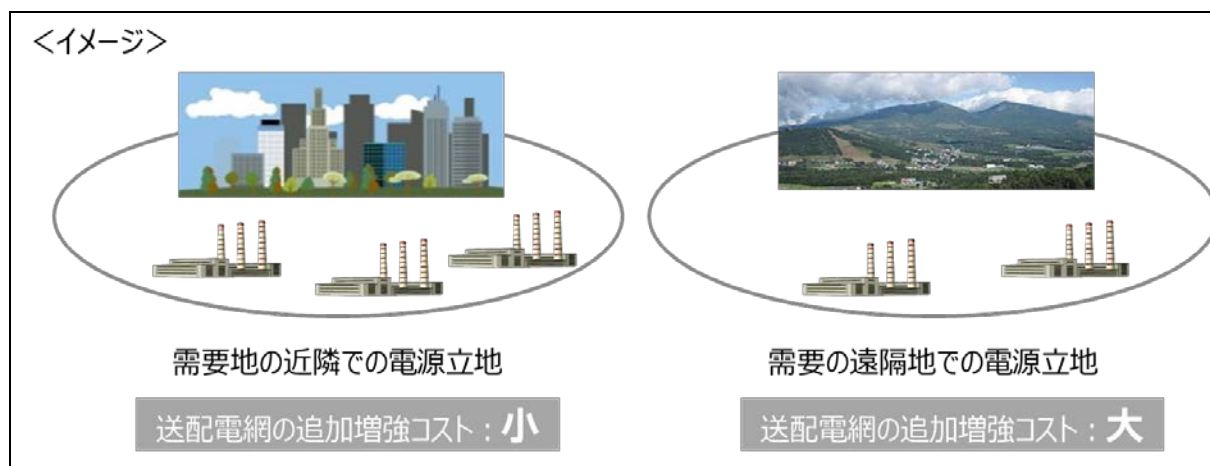 ＜イメージ＞
需要地の近隣での電源立地
需要の遠隔地での電源立地
送配電網の追加増強コスト：小
送配電網の追加増強コスト：大